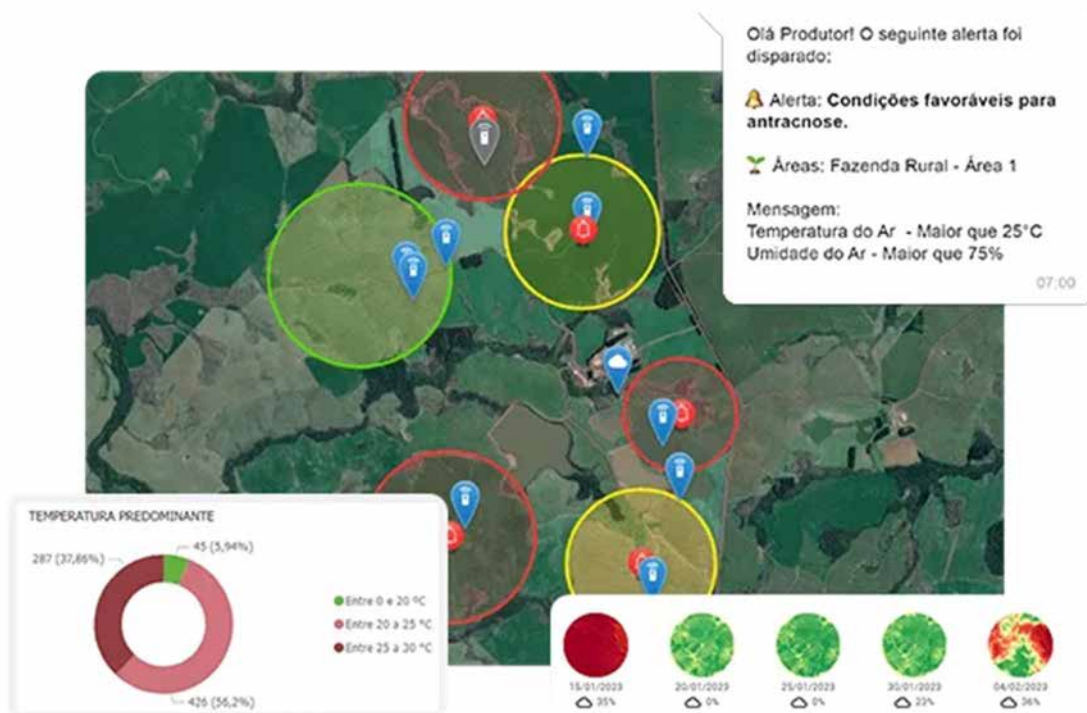 Olá Produtor! O seguinte alerta foi
disparado:
Alerta: Condições favoráveis para
antracnose.
Áreas: Fazenda Rural - Área 1
Mensagem:
Temperatura do Ar - Maior que 25°C
Umidade do Ar - Maior que 75%
07:00
TEMPERATURA PREDOMINANTE
45 (5,94%)
287 (37,86%)
Entre 0 e 20 ºC
Entre 20 a 25 ºC
Entre 25 a 30 ºC
426 (56,2%)
15/01/2023 20/01/2023 25/01/2023 30/01/2023 04/02/2023
35% 0% 0% 22% 36%